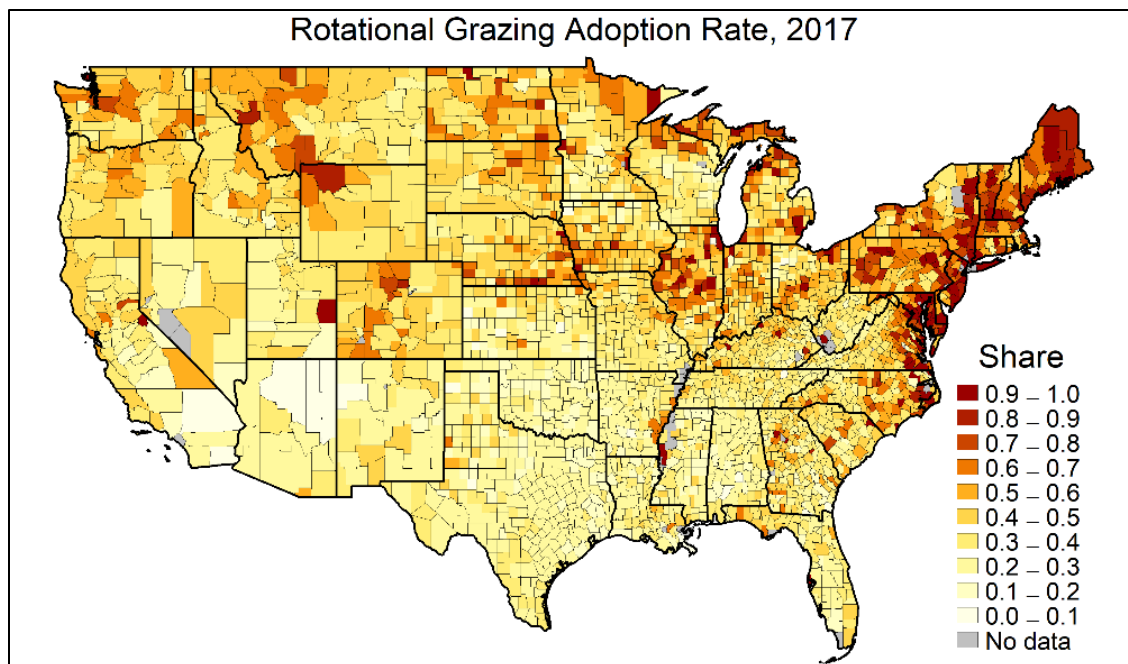 Rotational Grazing Adoption Rate, 2017
Share
0.9 – 1.0
0.8 – 0.9
0.7 – 0.8
0.6 – 0.7
0.5 – 0.6
0.4 – 0.5
0.3 – 0.4
0.2 – 0.3
0.1 – 0.2
0.0 – 0.1
No data